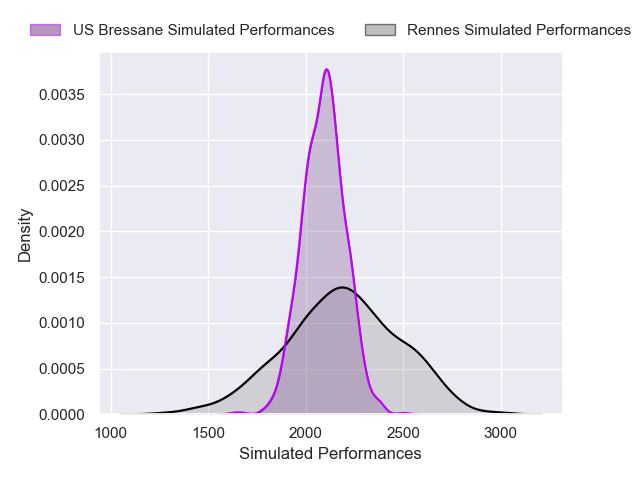 US Bressane Simulated Performances
Rennes Simulated Performances
0.0035
0.0030
0.0025
0.0020
0.0015
0.0010
0.0005
0.0000
Density
1000 1500 2000 2500 3000
Simulated Performances